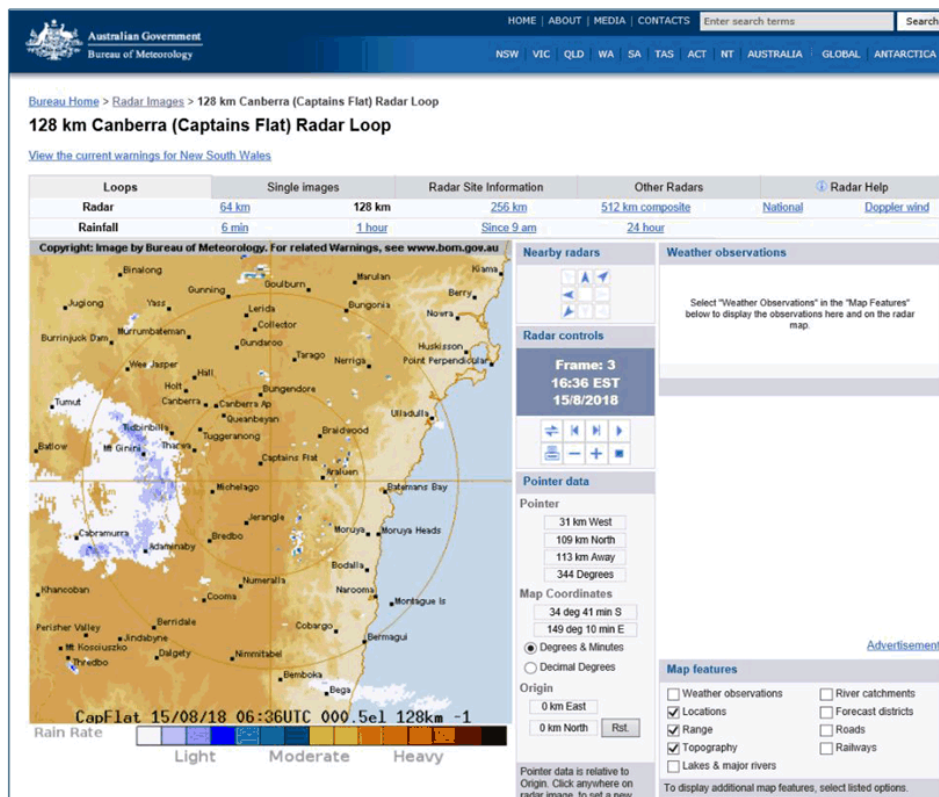 HOME | ABOUT | MEDIA | CONTACTS Enter search terms Search
Australian Government
Bureau of Meteorology
NSW VIC QLD WA SA TAS ACT NT AUSTRALIA GLOBAL ANTARCTICA
Bureau Home > Radar Images > 128 km Canberra (Captains Flat) Radar Loop
128 km Canberra (Captains Flat) Radar Loop
View the current warnings for New South Wales
Loops Single images Radar Site Information Other Radars Radar Help
Radar 64 km 128 km 256 km 512 km composite National Doppler wind
Rainfall 6 min 1 hour Since 9 am 24 hour
Copyright: Image by Bureau of Meteorology. For related Warnings, see www.bom.gov.au
Binalong
Goulburn
Marulan
Kiama
Gunning
Jugiong
Yass
Lerida
Bungonia
Berry
Nowra
Murrumbateman
Collector
Burrinjuck Dam
Gundaroo
Huskisson
Tarago
Nerriga
Point Perpendicular
Wee Jasper
Hall
Holt
Bungendore
Canberra
Canberra Ap
Tumut
Queanbeyan
Ulladulla
Tidbinbilla
Tuggeranong
Braidwood
Batlow
Mt Ginini
Tharwa
Captains Flat
Araluen
Michelago
Batemans Bay
Jerangle
Cabramurra
Bredbo
Moruya
Moruya Heads
Adaminaby
Bodalla
Khancoban
Numeralla
Cooma
Narooma
Montague Is
Perisher Valley
Berridale
Cobargo
Jindabyne
Bermagui
Mt Kosciuszko
Dalgety
Nimmitabel
Thredbo
Bemboka
Bega
CapFlat 15/08/18 06:36UTC 000.5el 128km -1
Rain Rate
Light Moderate Heavy
Nearby radars
Radar controls
Frame: 3
16:36 EST
15/8/2018
Pointer data
Pointer
31 km West
109 km North
113 km Away
344 Degrees
Map Coordinates
34 deg 41 min S
149 deg 10 min E
Degrees & Minutes
Decimal Degrees
Origin
0 km East
0 km North Rst.
Pointer data is relative to
Origin. Click anywhere on
radar image, to set a new
Weather observations
Select "Weather Observations" in the "Map Features"
below to display the observations here and on the radar
map.
Advertisement
Map features
Weather observations River catchments
Locations Forecast districts
Range Roads
Topography Railways
Lakes & major rivers
To display additional map features, select listed options.